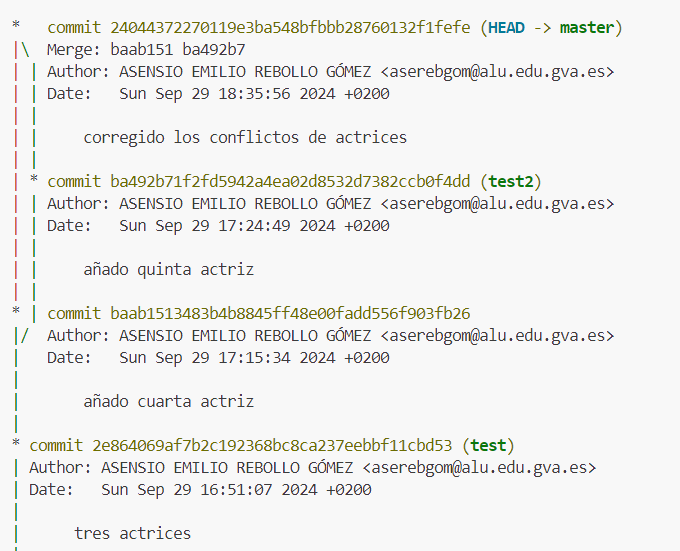 *   commit 24044372270119e3ba548bfbbb28760132f1fefe (HEAD -> master)
|\  Merge: baab151 ba492b7
| | Author: ASENSIO EMILIO REBOLLO GÓMEZ <aserebgom@alu.edu.gva.es>
| | Date:   Sun Sep 29 18:35:56 2024 +0200
| |
| |     corregido los conflictos de actrices
| |
| * commit ba492b71f2fd5942a4ea02d8532d7382ccb0f4dd (test2)
| | Author: ASENSIO EMILIO REBOLLO GÓMEZ <aserebgom@alu.edu.gva.es>
| | Date:   Sun Sep 29 17:24:49 2024 +0200
| |
| |     añado quinta actriz
| |
* | commit baab1513483b4b8845ff48e00fadd556f903fb26
|/  Author: ASENSIO EMILIO REBOLLO GÓMEZ <aserebgom@alu.edu.gva.es>
|   Date:   Sun Sep 29 17:15:34 2024 +0200
|
|       añado cuarta actriz
|
* commit 2e864069af7b2c192368bc8ca237eebbf11cbd53 (test)
| Author: ASENSIO EMILIO REBOLLO GÓMEZ <aserebgom@alu.edu.gva.es>
| Date:   Sun Sep 29 16:51:07 2024 +0200
|
|      tres actrices